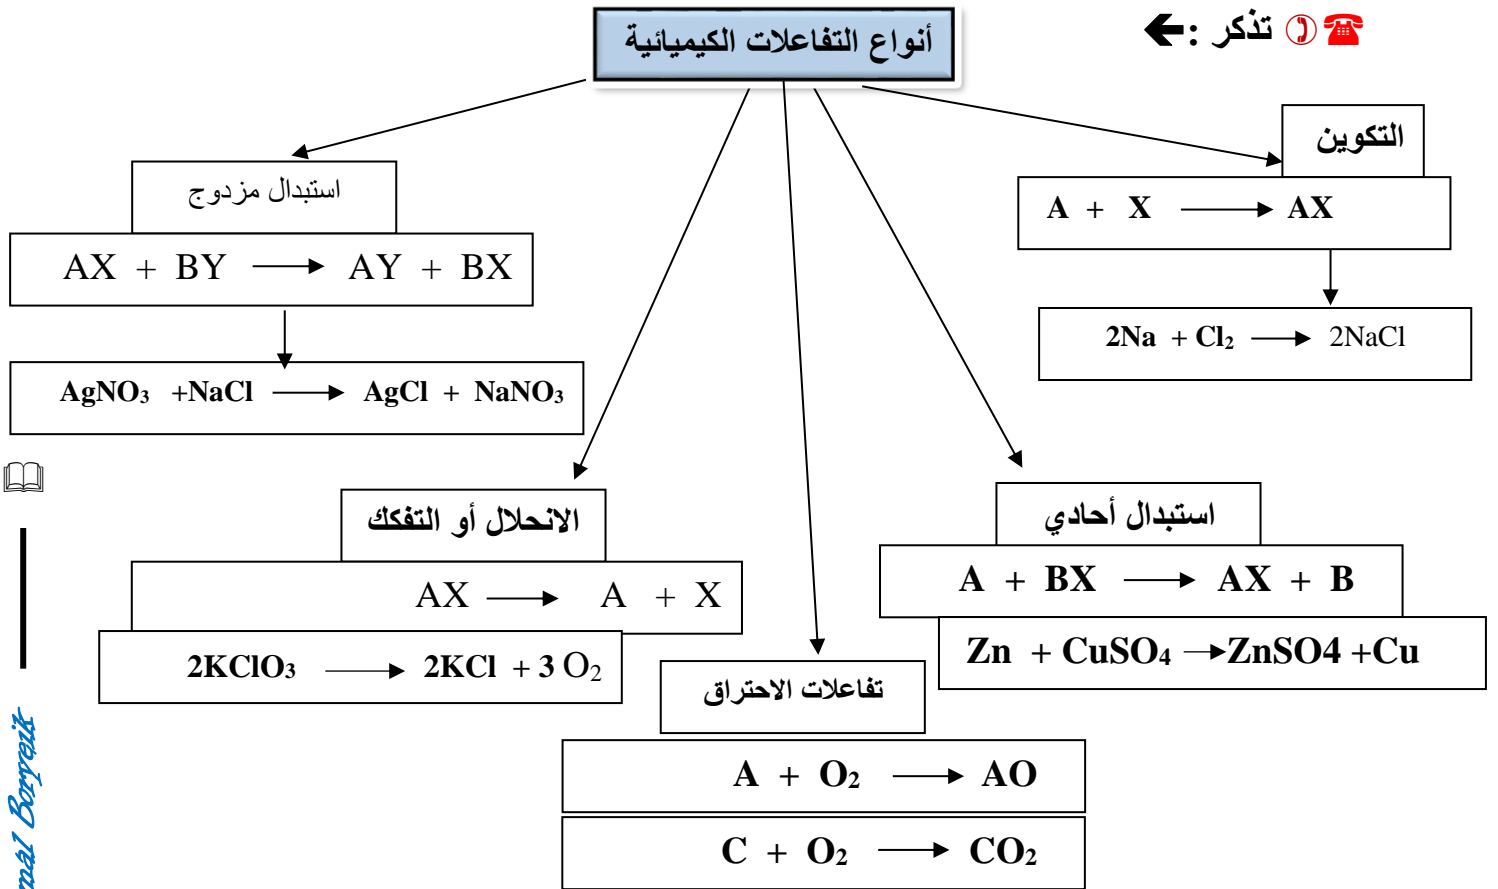 تذكر :
أنواع التفاعلات الكيميائية
التكوين
A + X ⟶ AX
2Na + Cl₂ ⟶ 2NaCl
استبدال مزدوج
AX + BY ⟶ AY + BX
AgNO₃ +NaCl ⟶ AgCl + NaNO₃
استبدال أحادي
A + BX ⟶ AX + B
Zn + CuSO₄ ⟶ ZnSO4 +Cu
الانحلال أو التفكك
AX ⟶ A + X
2KClO₃ ⟶ 2KCl + 3 O₂
تفاعلات الاحتراق
A + O₂ ⟶ AO
C + O₂ ⟶ CO₂
Boryeik